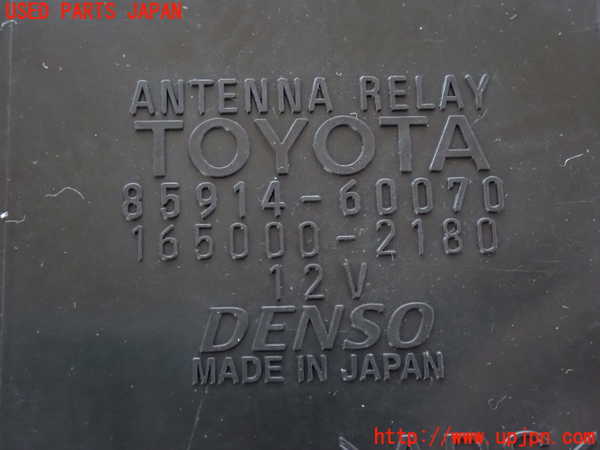 USED PARTS JAPAN
ANTENNA RELAY
TOYOTA
85914-60070
165000-2180
12V
DENSO
MADE IN JAPAN
http://www.upjpn.com